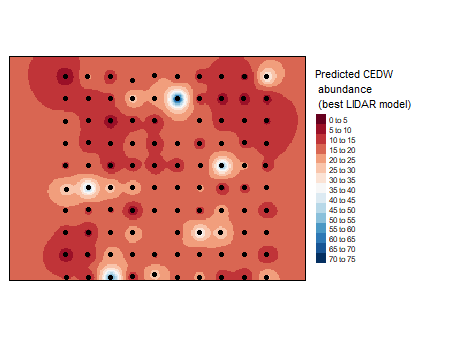 Predicted CEDW
abundance
(best LIDAR model)
0 to 5
5 to 10
10 to 15
15 to 20
20 to 25
25 to 30
30 to 35
35 to 40
40 to 45
45 to 50
50 to 55
55 to 60
60 to 65
65 to 70
70 to 75